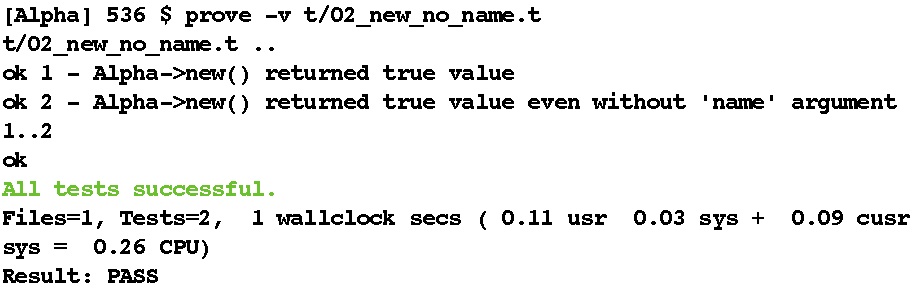 [Alpha] 536 $ prove -v t/02_new_no_name.t
t/02_new_no_name.t ..
ok 1 - Alpha->new() returned true value
ok 2 - Alpha->new() returned true value even without 'name' argument
1..2
ok
All tests successful.
Files=1, Tests=2,  1 wallclock secs ( 0.11 usr  0.03 sys +  0.09 cusr
sys =  0.26 CPU)
Result: PASS